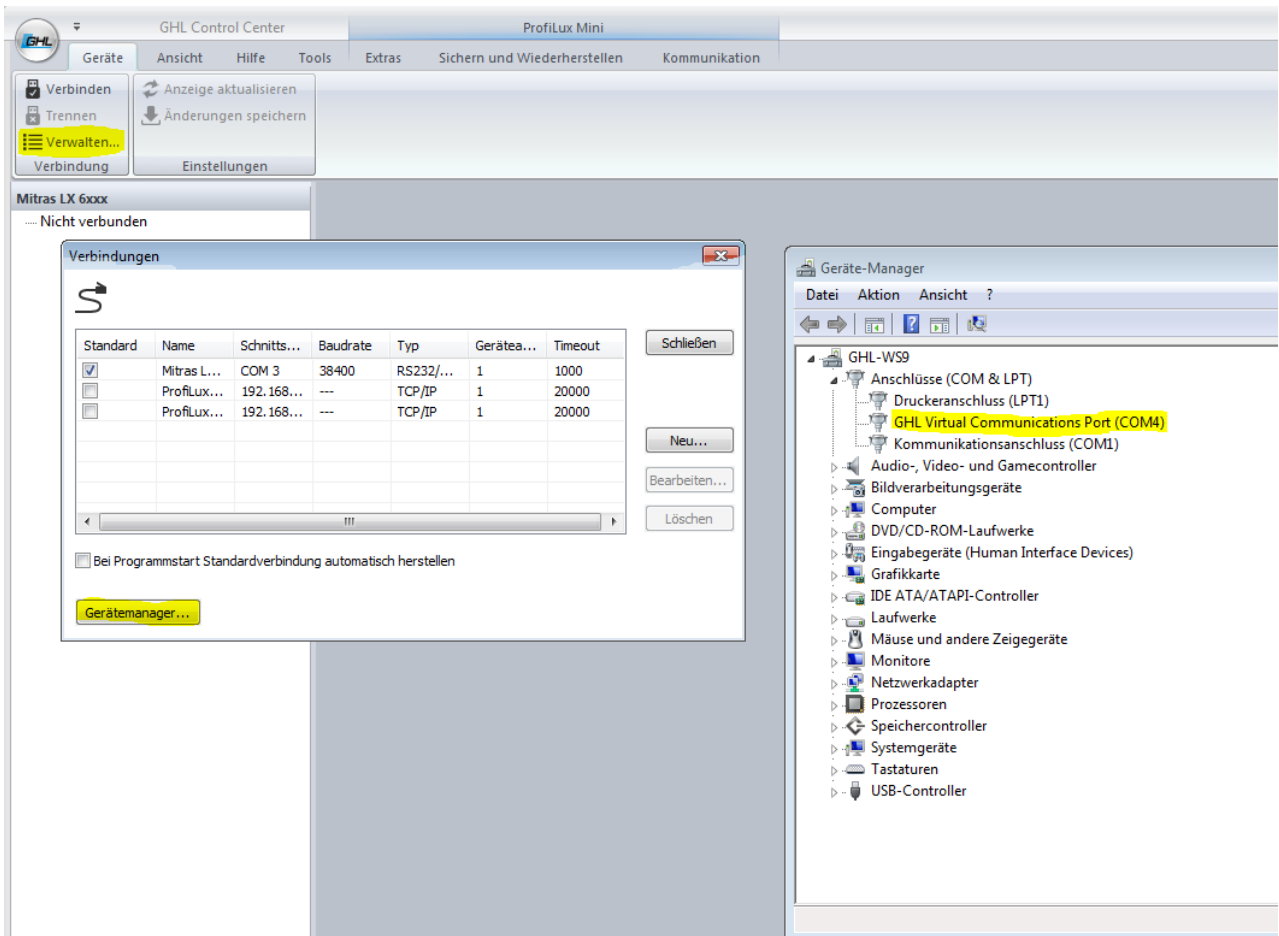 GHL Control Center
ProfiLux Mini
GHL
Geräte Ansicht Hilfe Tools Extras Sichern und Wiederherstellen Kommunikation
Verbinden
Trennen
Verwalten...
Verbindung
Anzeige aktualisieren
Änderungen speichern
Einstellungen
Mitras LX 6xxx
Nicht verbunden
Verbindungen
Standard Name Schnitts... Baudrate Typ Gerätea... Timeout
Mitras L... COM 3 38400 RS232/... 1 1000
ProfiLux... 192.168... --- TCP/IP 1 20000
ProfiLux... 192.168... --- TCP/IP 1 20000
Schließen
Neu...
Bearbeiten...
Löschen
Bei Programmstart Standardverbindung automatisch herstellen
Gerätemanager...
Geräte-Manager
Datei Aktion Ansicht ?
GHL-WS9
Anschlüsse (COM & LPT)
Druckeranschluss (LPT1)
GHL Virtual Communications Port (COM4)
Kommunikationsanschluss (COM1)
Audio-, Video- und Gamecontroller
Bildverarbeitungsgeräte
Computer
DVD/CD-ROM-Laufwerke
Eingabegeräte (Human Interface Devices)
Grafikkarte
IDE ATA/ATAPI-Controller
Laufwerke
Mäuse und andere Zeigegeräte
Monitore
Netzwerkadapter
Prozessoren
Speichercontroller
Systemgeräte
Tastaturen
USB-Controller